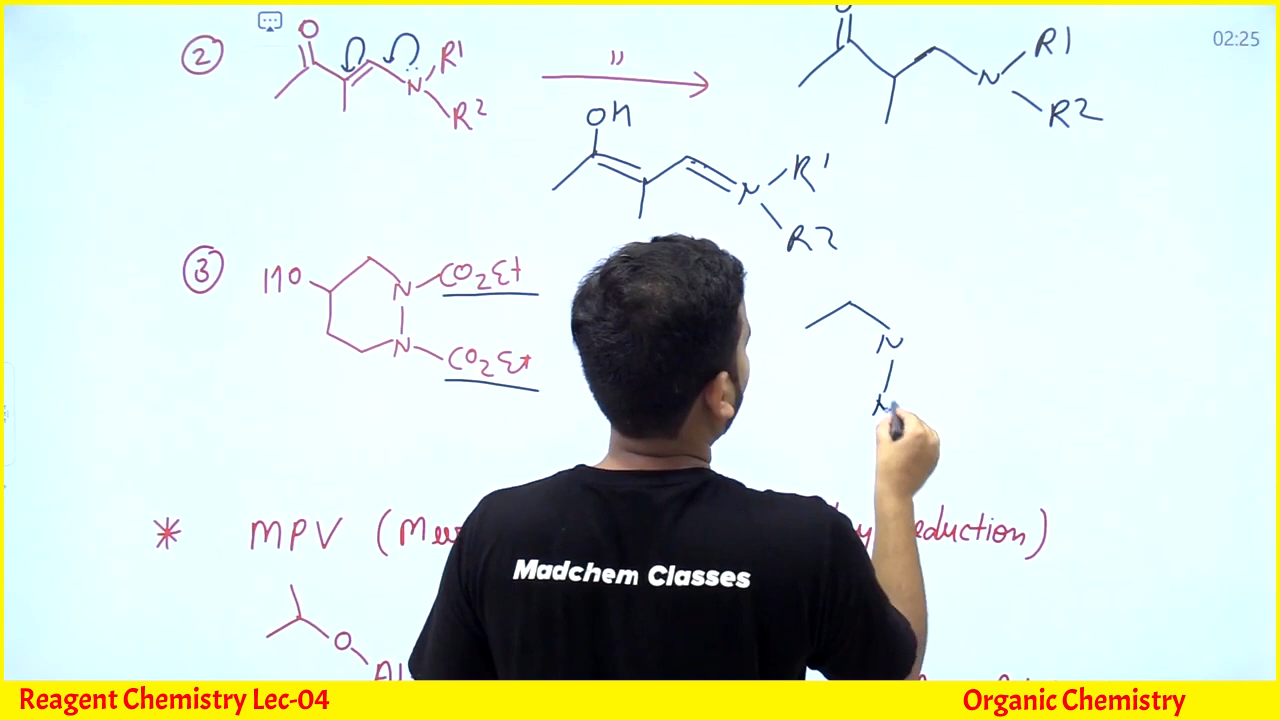 02:25
② O R1 N R2 " O R1 N R2
OH
R1 N R2
③ HO N CO2Et
N CO2Et
N
N
* MPV ( eduction)
O
Al
Madchem Classes
Reagent Chemistry Lec-04
Organic Chemistry